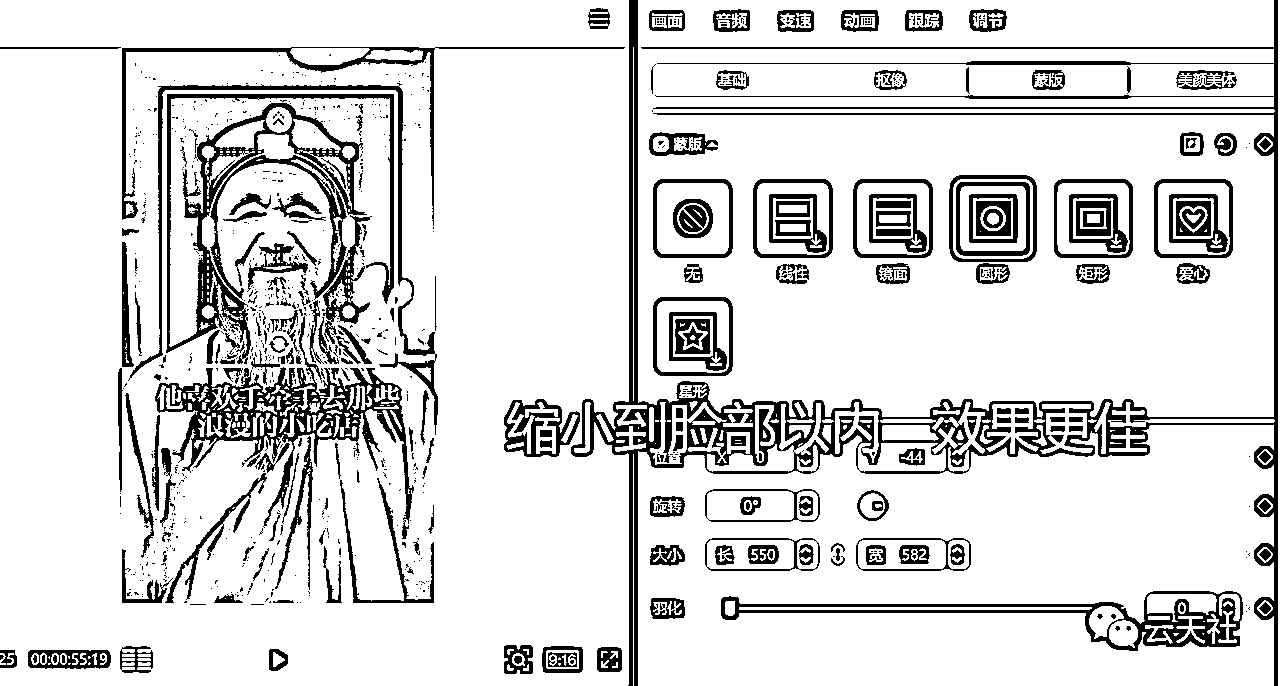 画面 音频 变速 动画 跟踪 调节
基础 抠像 蒙版 美颜美体
蒙版
无 线性 镜面 圆形 矩形 爱心
星形
他喜欢手牵手去那些
浪漫的小吃店
缩小到脸部以内 效果更佳
位置 X 0 Y -44
旋转 0°
大小 长 550 宽 582
羽化 0
云天社
25 00:00:55:19 9:16